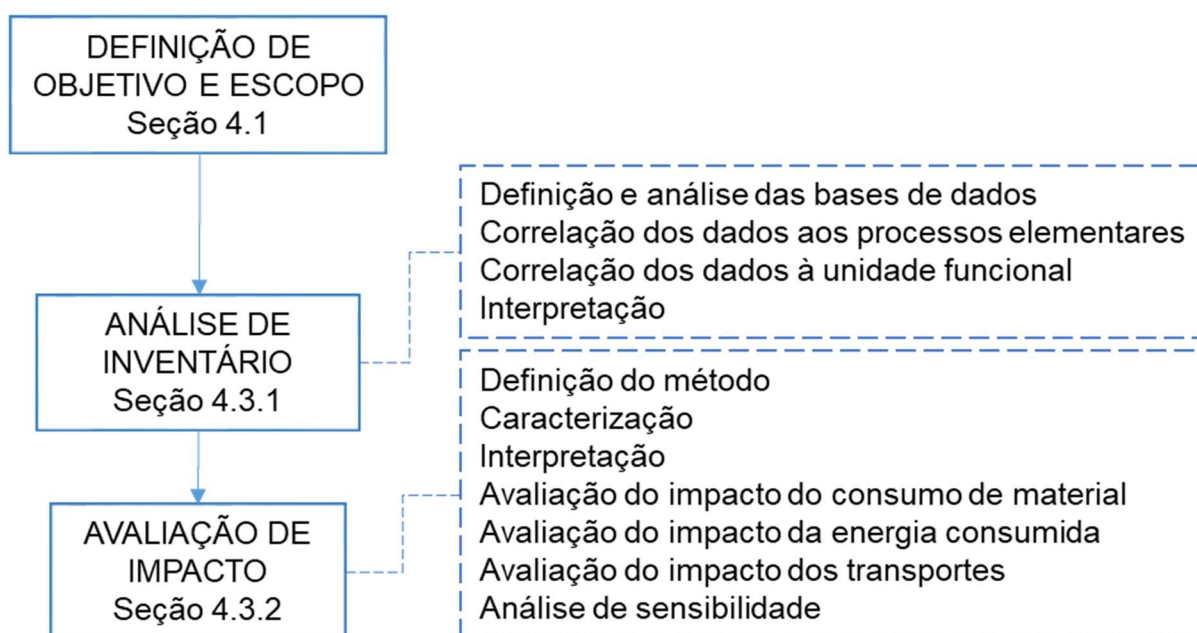 DEFINIÇÃO DE
OBJETIVO E ESCOPO
Seção 4.1
Definição e análise das bases de dados
Correlação dos dados aos processos elementares
Correlação dos dados à unidade funcional
Interpretação
ANÁLISE DE
INVENTÁRIO
Seção 4.3.1
Definição do método
Caracterização
Interpretação
Avaliação do impacto do consumo de material
Avaliação do impacto da energia consumida
Avaliação do impacto dos transportes
Análise de sensibilidade
AVALIAÇÃO DE
IMPACTO
Seção 4.3.2